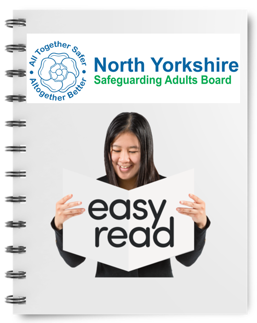 All Together Safer
Altogether Better
North Yorkshire
Safeguarding Adults Board
easy
read